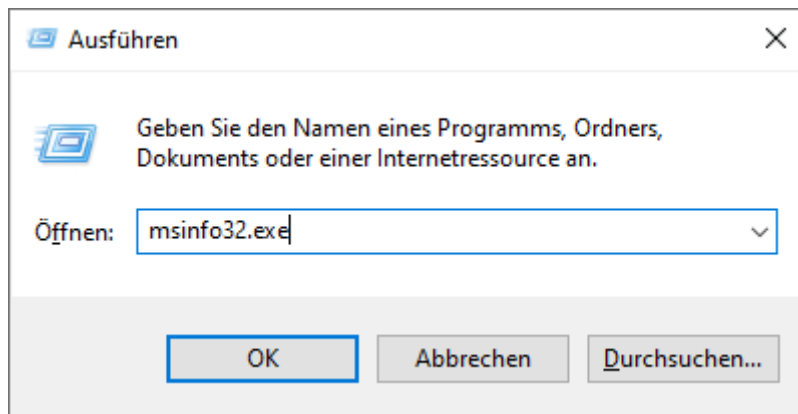 Ausführen
Geben Sie den Namen eines Programms, Ordners,
Dokuments oder einer Internetressource an.
Öffnen: msinfo32.exe
OK Abbrechen Durchsuchen...